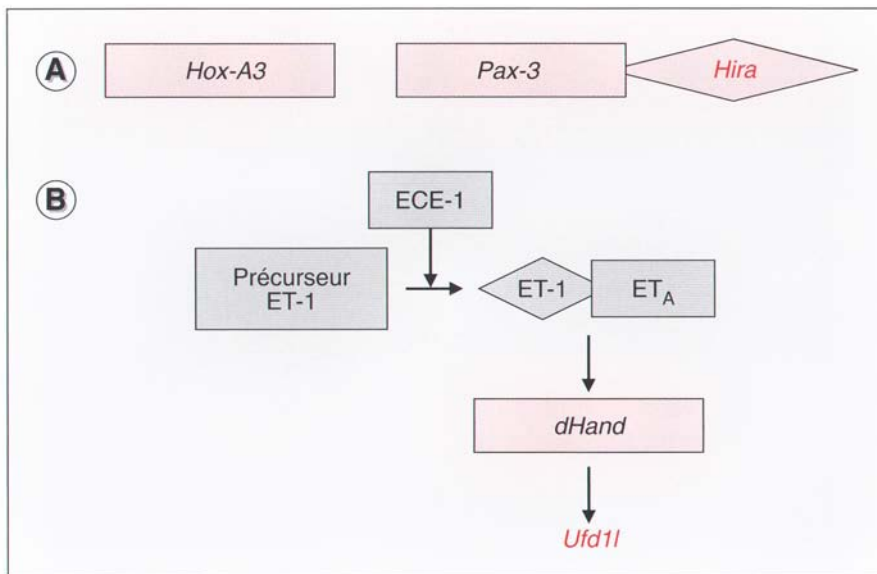 A
Hox-A3
Pax-3
Hira
B
ECE-1
Précurseur
ET-1
ET-1
ETA
dHand
Ufd1l